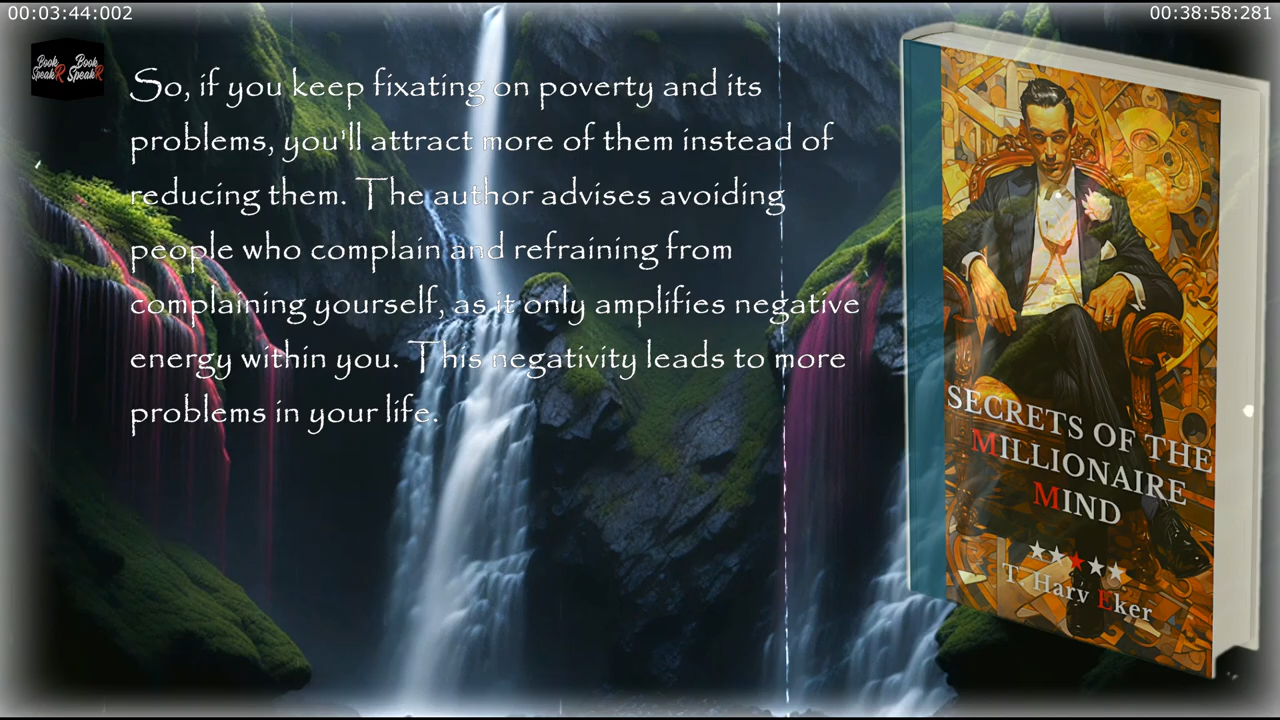 00:03:44:002
00:38:58:281
Book Book
SpeakR SpeakR
So, if you keep fixating on poverty and its
problems, you'll attract more of them instead of
reducing them. The author advises avoiding
people who complain and refraining from
complaining yourself, as it only amplifies negative
energy within you. This negativity leads to more
problems in your life.
SECRETS OF THE
MILLIONAIRE
MIND
T. Harv Eker